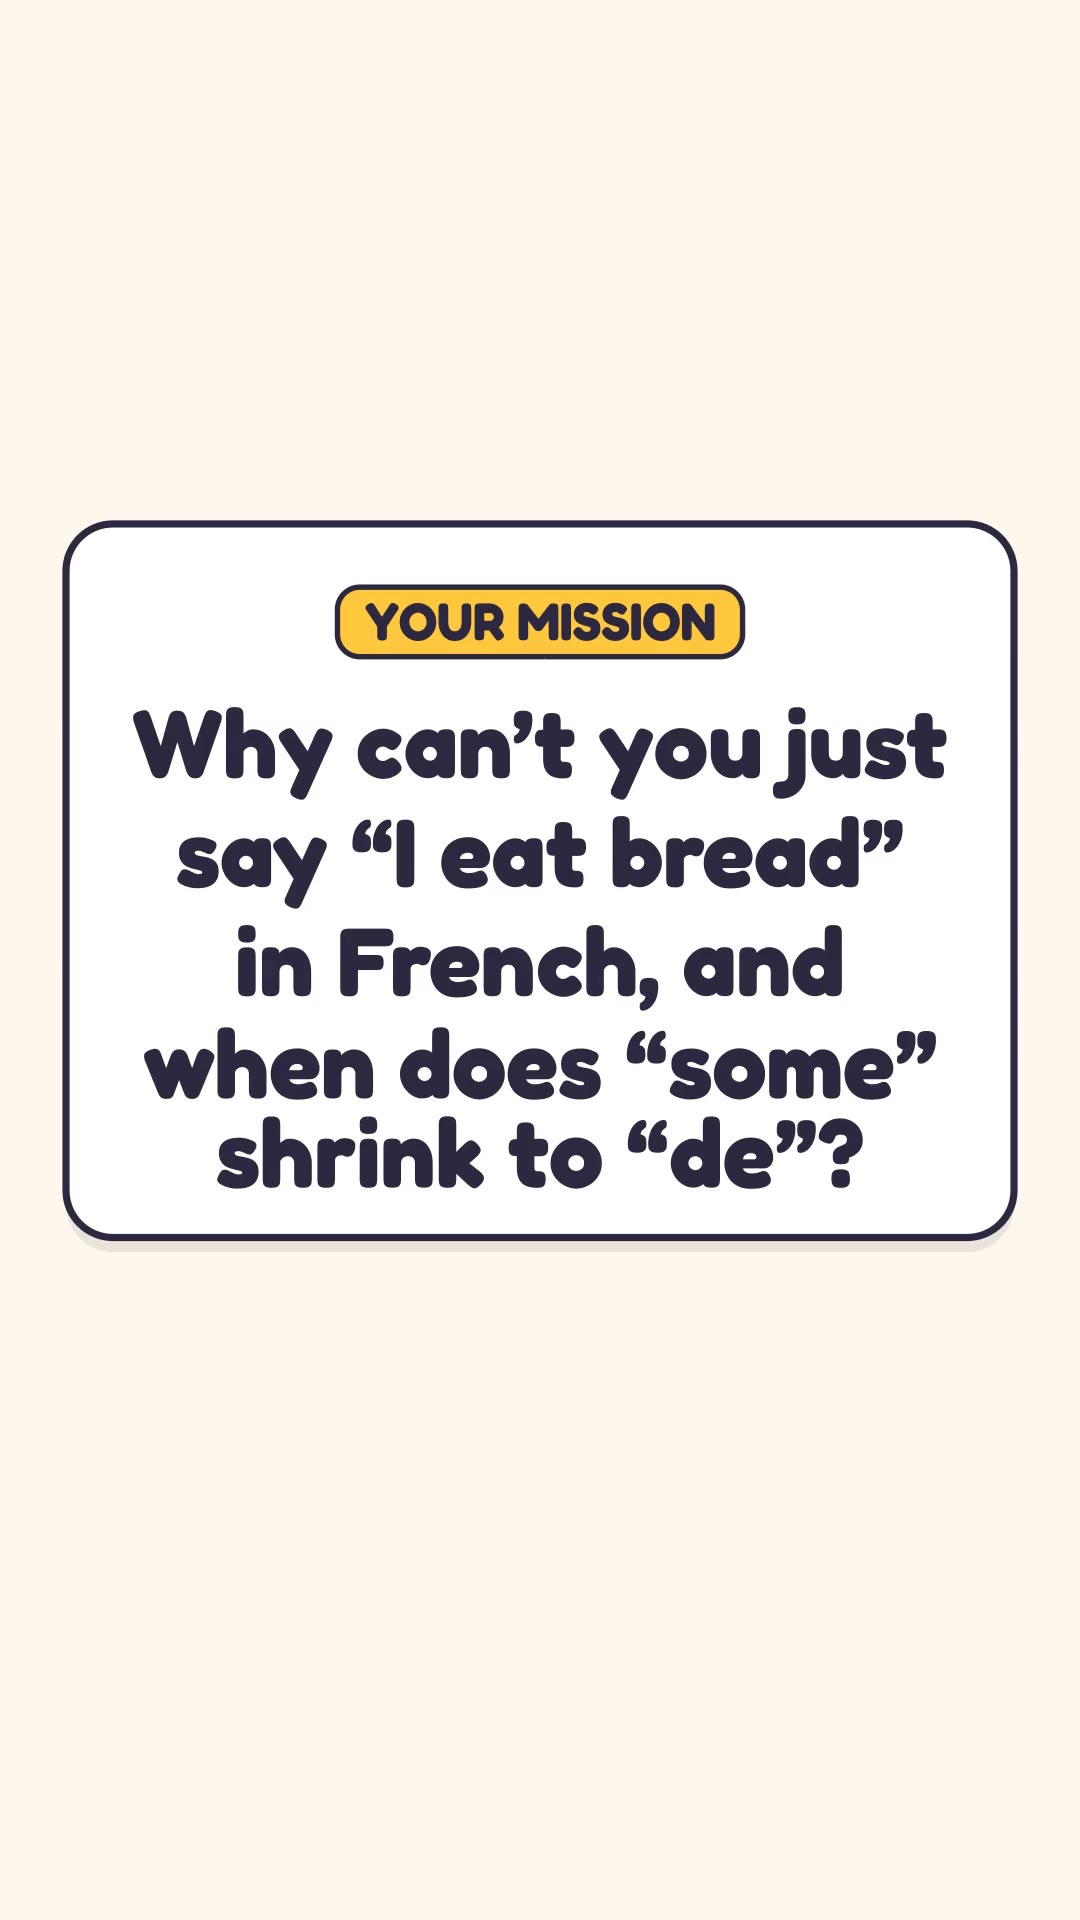 YOUR MISSION
Why can’t you just
say “I eat bread”
in French, and
when does “some”
shrink to “de”?